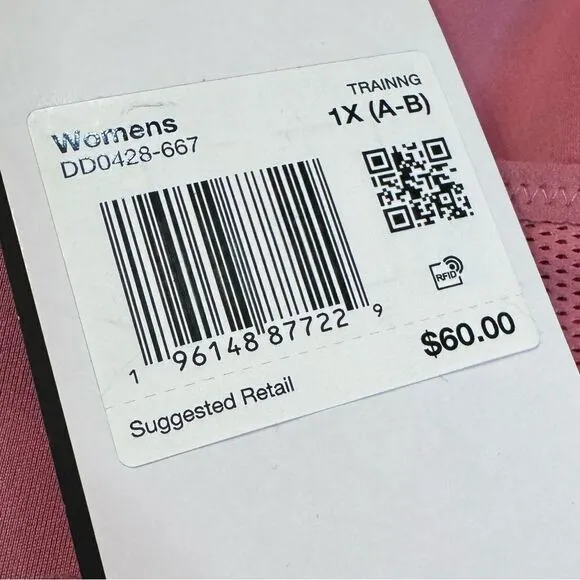 TRAINNG
Womens
1X (A-B)
DD0428-667
RFID
1 96148 87722 9
$60.00
Suggested Retail